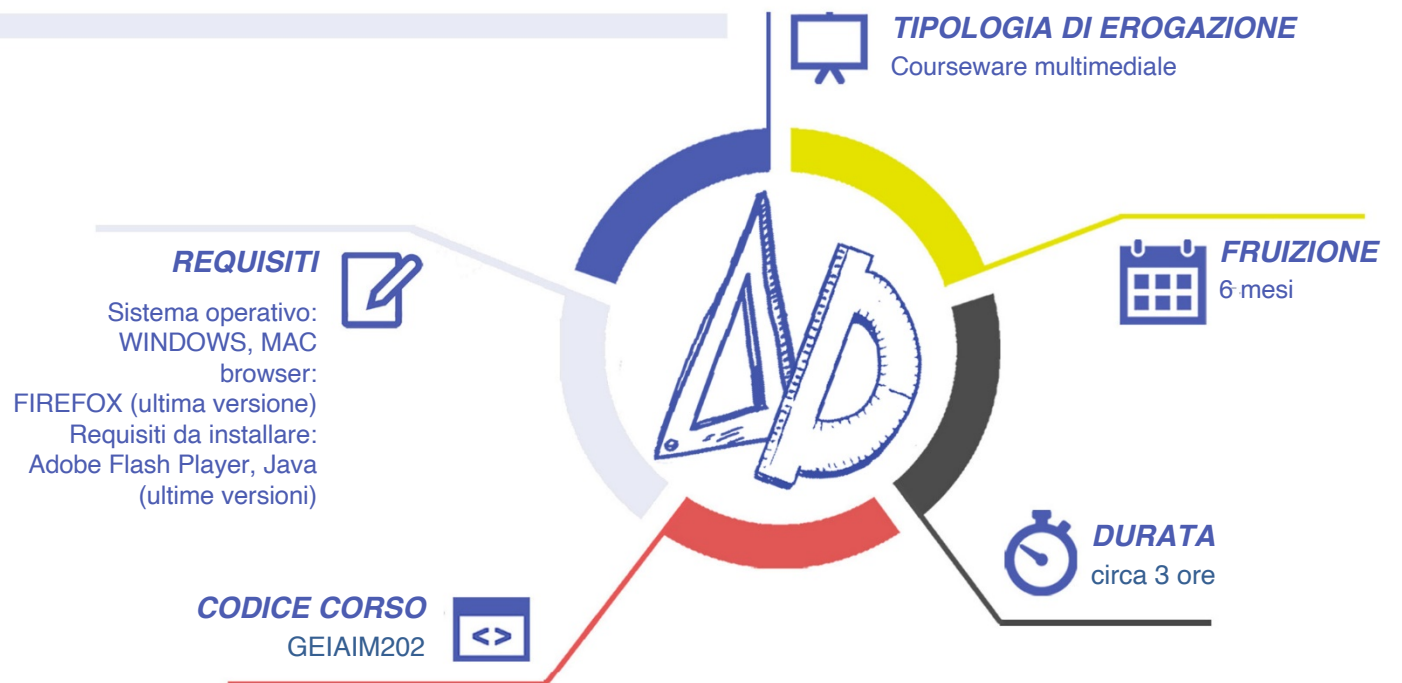 TIPOLOGIA DI EROGAZIONE
Courseware multimediale
FRUIZIONE
6 mesi
REQUISITI
Sistema operativo:
WINDOWS, MAC
browser:
FIREFOX (ultima versione)
Requisiti da installare:
Adobe Flash Player, Java
(ultime versioni)
DURATA
circa 3 ore
CODICE CORSO
GEIAIM202
<>